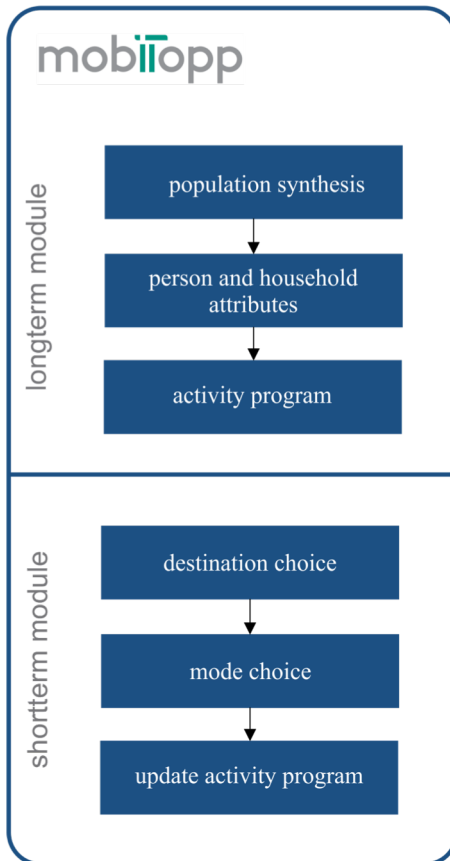 mobiTopp
longterm module
population synthesis
person and household
attributes
activity program
shortterm module
destination choice
mode choice
update activity program